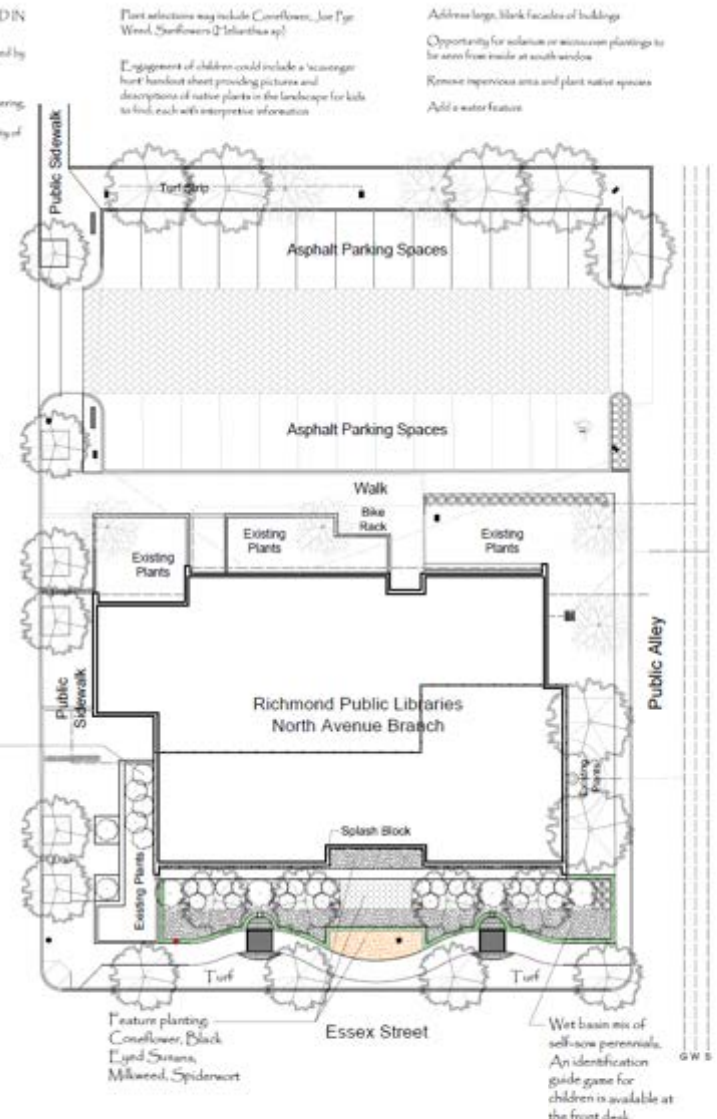 D IN
Plant selections may include Coneflower, Joe Pye
Weed, Sunflowers (Helianthus sp)
Address large, blank facades of buildings
ed by
Opportunity for solarium or microcosm plantings to
be seen from inside at south window
Engagement of children could include a 'scavenger
hunt' handout sheet providing pictures and
descriptions of native plants in the landscape for kids
to find, each with interpretive information
Remove impervious area and plant native species
Add a water feature
ering,
ity of
Public Sidewalk
Turf Strip
Asphalt Parking Spaces
Asphalt Parking Spaces
Walk
Bike
Rack
Existing
Plants
Existing
Plants
Existing
Plants
Public Alley
Richmond Public Libraries
North Avenue Branch
Public
Sidewalk
Existing
Plants
Splash Block
Existing Plants
Turf
Turf
Feature planting:
Coneflower, Black
Eyed Susans,
Milkweed, Spiderwort
Essex Street
Wet basin mix of
self-sow perennials.
An identification
guide game for
children is available at
the front desk
G W S